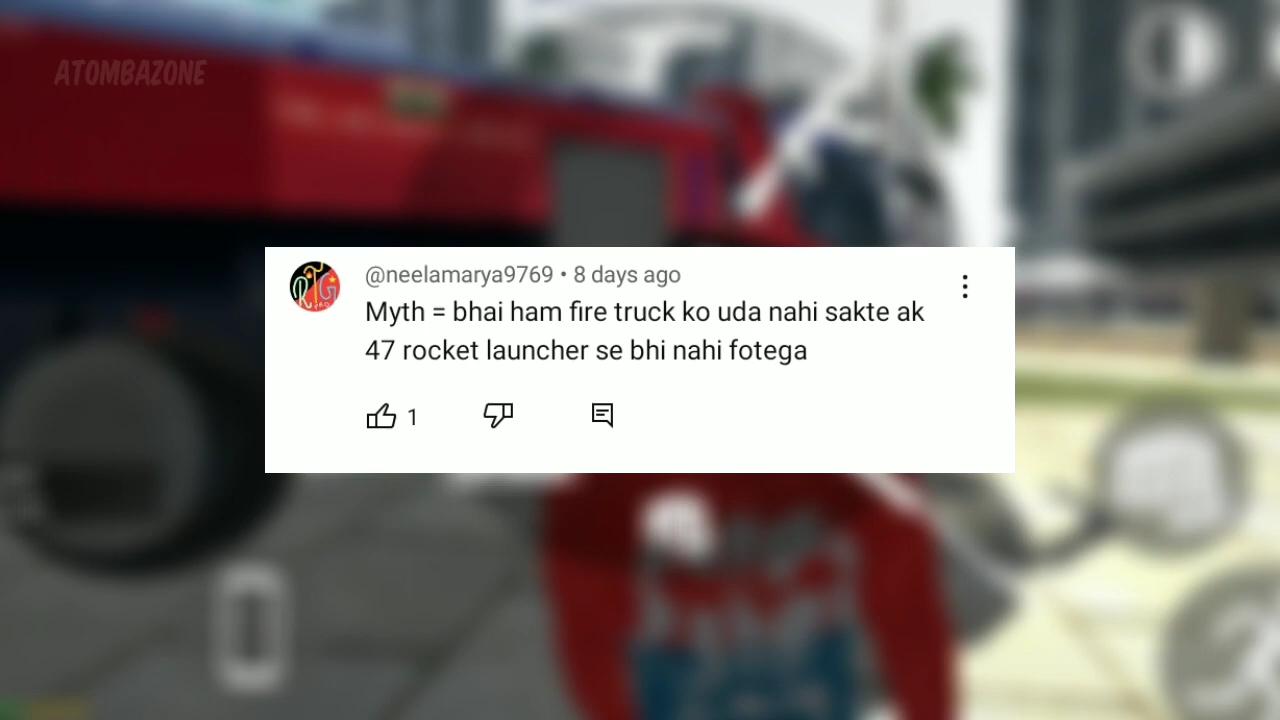 ATOMBAZONE
@neelamarya9769 • 8 days ago
Myth = bhai ham fire truck ko uda nahi sakte ak
47 rocket launcher se bhi nahi fotega
1